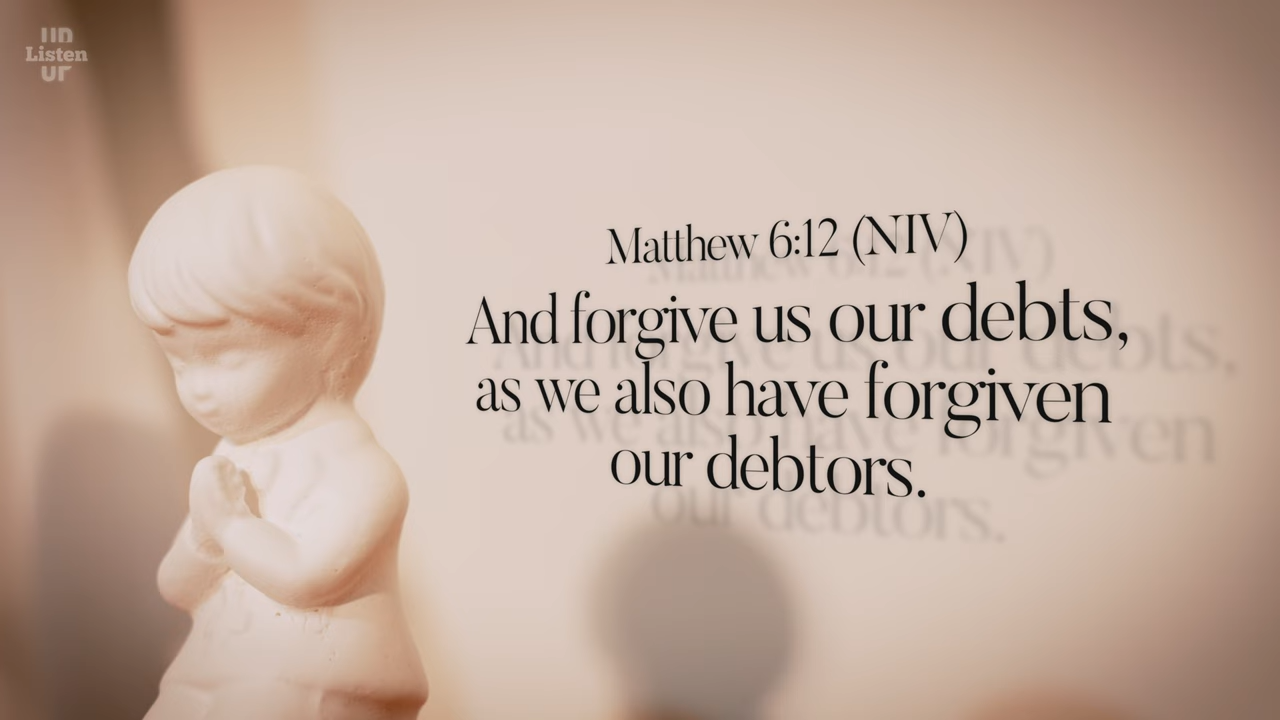 Listen
Matthew 6:12 (NIV)
And forgive us our debts,
as we also have forgiven
our debtors.